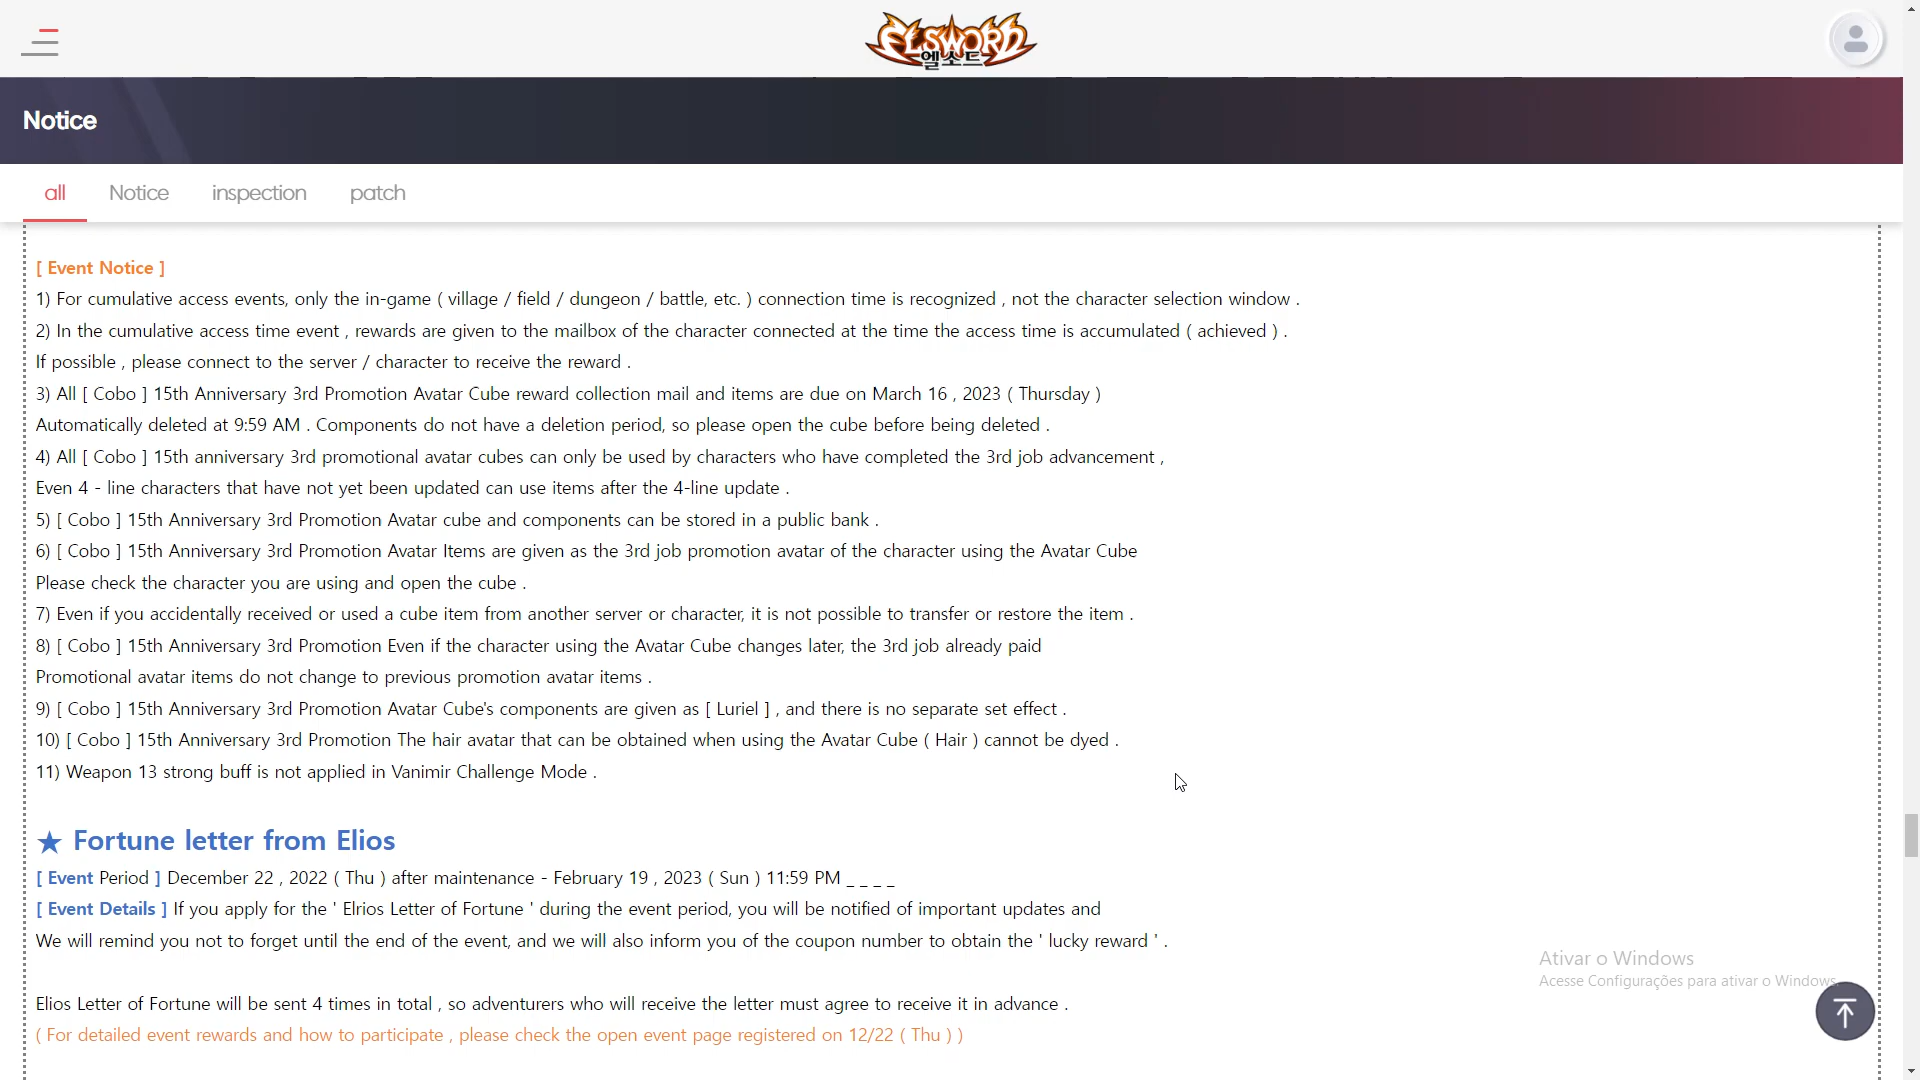 ELSWORD
엘소드
Notice
all
Notice
inspection
patch
[ Event Notice ]
1) For cumulative access events, only the in-game ( village / field / dungeon / battle, etc. ) connection time is recognized , not the character selection window .
2) In the cumulative access time event , rewards are given to the mailbox of the character connected at the time the access time is accumulated ( achieved ) .
If possible , please connect to the server / character to receive the reward .
3) All [ Cobo ] 15th Anniversary 3rd Promotion Avatar Cube reward collection mail and items are due on March 16 , 2023 ( Thursday )
Automatically deleted at 9:59 AM . Components do not have a deletion period, so please open the cube before being deleted .
4) All [ Cobo ] 15th anniversary 3rd promotional avatar cubes can only be used by characters who have completed the 3rd job advancement ,
Even 4 - line characters that have not yet been updated can use items after the 4-line update .
5) [ Cobo ] 15th Anniversary 3rd Promotion Avatar cube and components can be stored in a public bank .
6) [ Cobo ] 15th Anniversary 3rd Promotion Avatar Items are given as the 3rd job promotion avatar of the character using the Avatar Cube
Please check the character you are using and open the cube .
7) Even if you accidentally received or used a cube item from another server or character, it is not possible to transfer or restore the item .
8) [ Cobo ] 15th Anniversary 3rd Promotion Even if the character using the Avatar Cube changes later, the 3rd job already paid
Promotional avatar items do not change to previous promotion avatar items .
9) [ Cobo ] 15th Anniversary 3rd Promotion Avatar Cube's components are given as [ Luriel ] , and there is no separate set effect .
10) [ Cobo ] 15th Anniversary 3rd Promotion The hair avatar that can be obtained when using the Avatar Cube ( Hair ) cannot be dyed .
11) Weapon 13 strong buff is not applied in Vanimir Challenge Mode .
★ Fortune letter from Elios
[ Event Period ] December 22 , 2022 ( Thu ) after maintenance - February 19 , 2023 ( Sun ) 11:59 PM _ _ _ _
[ Event Details ] If you apply for the ' Elrios Letter of Fortune ' during the event period, you will be notified of important updates and
We will remind you not to forget until the end of the event, and we will also inform you of the coupon number to obtain the ' lucky reward ' .
Elios Letter of Fortune will be sent 4 times in total , so adventurers who will receive the letter must agree to receive it in advance .
( For detailed event rewards and how to participate , please check the open event page registered on 12/22 ( Thu ) )
Ativar o Windows
Acesse Configurações para ativar o Windows.